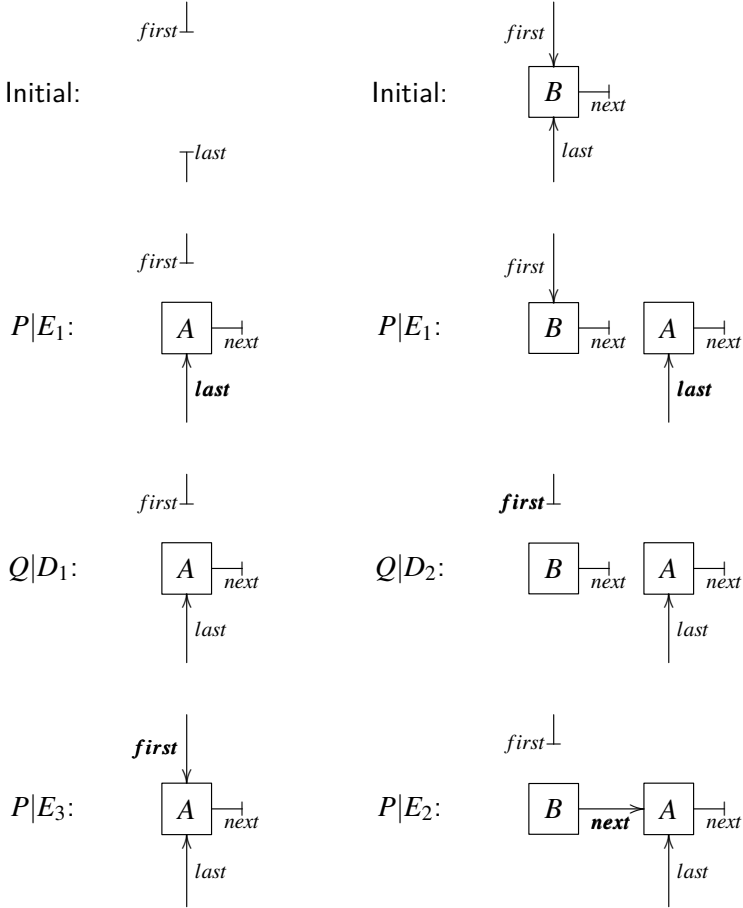 first
first
Initial:
Initial:
B
next
last
last
first
first
P|E₁:
A
next
P|E₁:
B
next
A
next
last
last
first
first
Q|D₁:
A
next
Q|D₂:
B
next
A
next
last
last
first
first
P|E₃:
A
next
P|E₂:
B
next
A
next
last
last